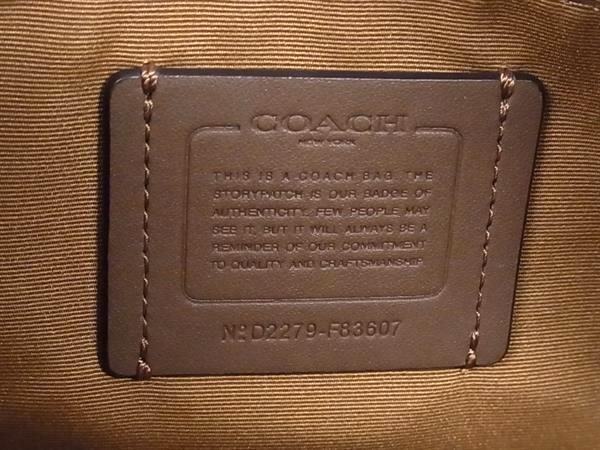 COACH
NEW YORK
THIS IS A COACH BAG. THE
STORYPATCH IS OUR BADGE OF
AUTHENTICITY. FEW PEOPLE MAY
SEE IT, BUT IT WILL ALWAYS BE A
REMINDER OF OUR COMMITMENT
TO QUALITY AND CRAFTSMANSHIP.
Nº D2279-F83607